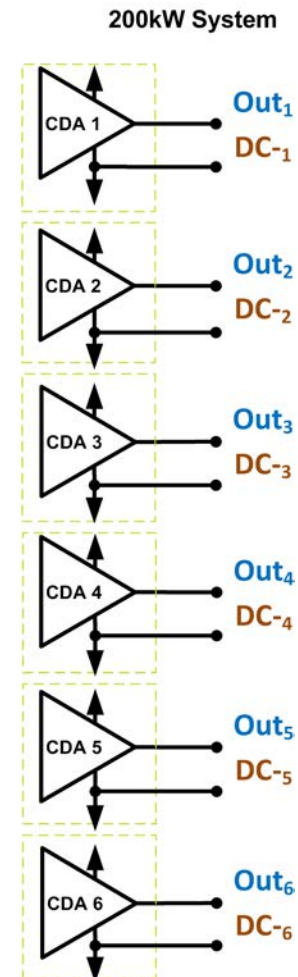 200kW System
CDA 1
Out₁
DC-₁
CDA 2
Out₂
DC-₂
CDA 3
Out₃
DC-₃
CDA 4
Out₄
DC-₄
CDA 5
Out₅
DC-₅
CDA 6
Out₆
DC-₆